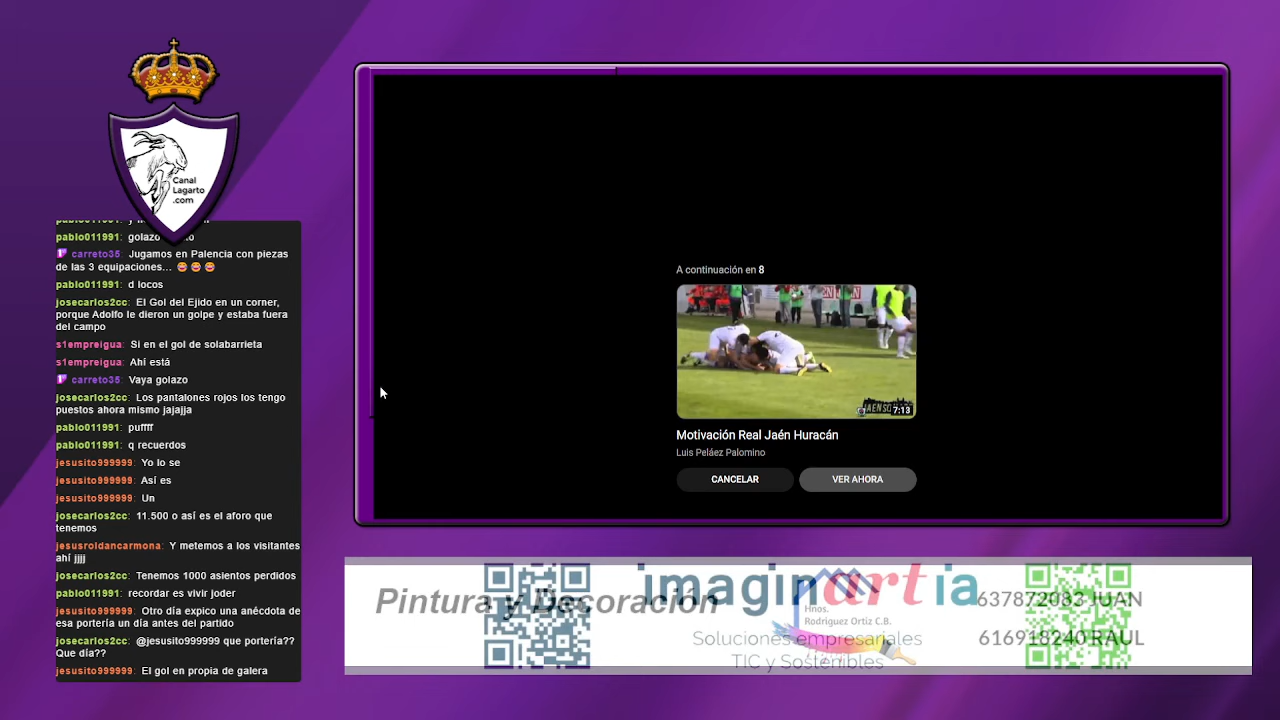 Canal
Lagarto
.com
pablo011991: golazo
carreto35: Jugamos en Palencia con piezas
de las 3 equipaciones...
pablo011991: d locos
josecarlos2cc: El Gol del Ejido en un corner,
porque Adolfo le dieron un golpe y estaba fuera
del campo
s1empreigua: Si en el gol de solabarrieta
s1empreigua: Ahí está
carreto35: Vaya golazo
josecarlos2cc: Los pantalones rojos los tengo
puestos ahora mismo jajajja
pablo011991: puffff
pablo011991: q recuerdos
jesusito999999: Yo lo se
jesusito999999: Así es
jesusito999999: Un
josecarlos2cc: 11.500 o así es el aforo que
tenemos
jesusroldancarmona: Y metemos a los visitantes
ahí jjjj
josecarlos2cc: Tenemos 1000 asientos perdidos
pablo011991: recordar es vivir joder
jesusito999999: Otro día expico una anécdota de
esa portería un día antes del partido
josecarlos2cc: @jesusito999999 que portería??
Que día??
jesusito999999: El gol en propia de galera
A continuación en 8
7:13
Motivación Real Jaén Huracán
Luis Peláez Palomino
CANCELAR
VER AHORA
Pintura y Decoración
imaginartia
Hnos.
Rodríguez Ortiz C.B.
Soluciones empresariales
TIC y Sostenibles
637872083 JUAN
616918240 RAUL